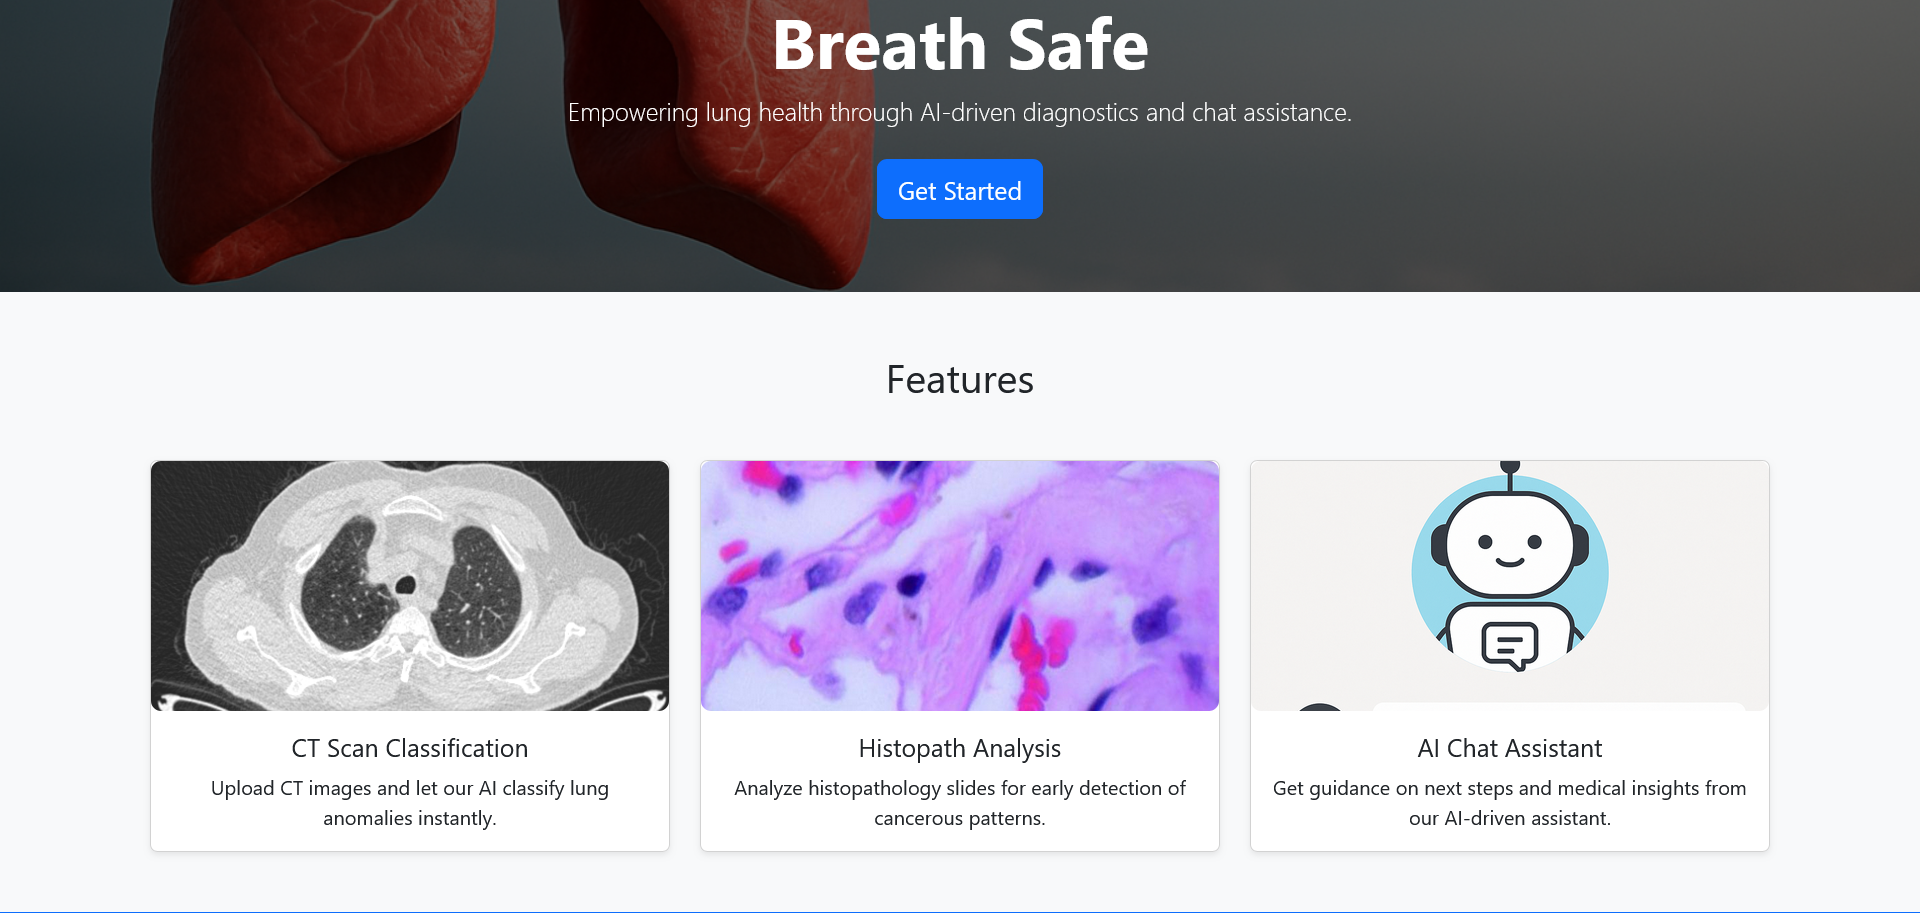 Breath Safe
Empowering lung health through AI-driven diagnostics and chat assistance.
Get Started
Features
CT Scan Classification
Upload CT images and let our AI classify lung
anomalies instantly.
Histopath Analysis
Analyze histopathology slides for early detection of
cancerous patterns.
AI Chat Assistant
Get guidance on next steps and medical insights from
our AI-driven assistant.